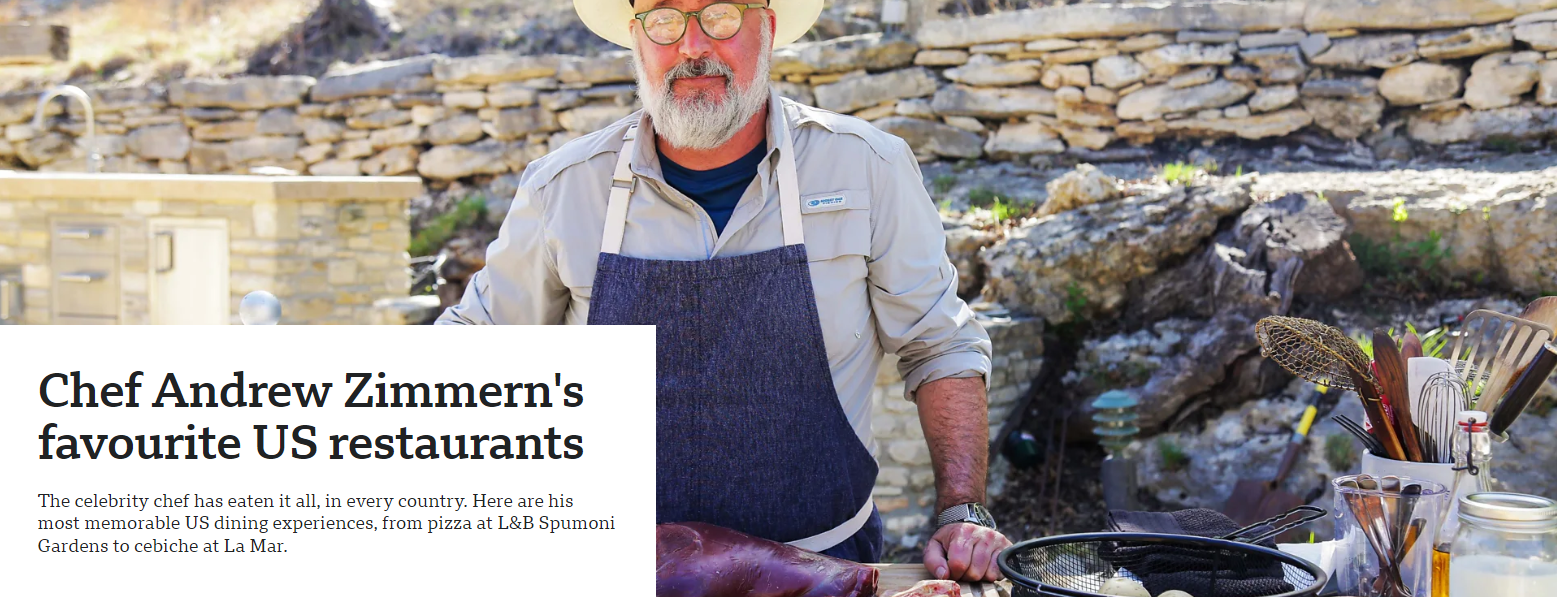 Chef Andrew Zimmern's
favourite US restaurants
The celebrity chef has eaten it all, in every country. Here are his
most memorable US dining experiences, from pizza at L&B Spumoni
Gardens to cebiche at La Mar.